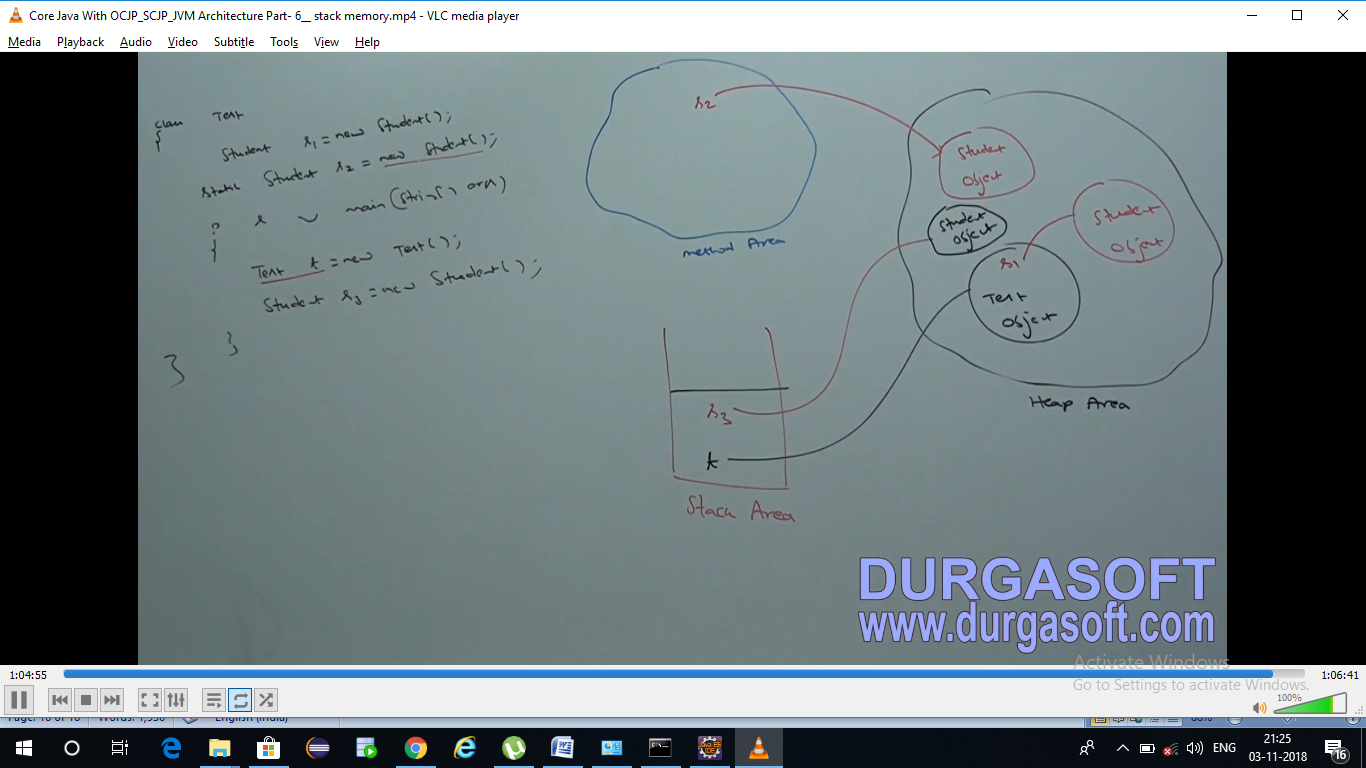 Core Java With OCJP_SCJP_JVM Architecture Part- 6__ stack memory.mp4 - VLC media player
Media Playback Audio Video Subtitle Tools View Help
class Test
{
Student s1 = new Student();
static Student s2 = new Student();
p s v main(String[] args)
{
Test t = new Test();
Student s3 = new Student();
}
}
s2
method Area
Student
Object
Student
Object
Student
Object
s1
Test
Object
Heap Area
s3
t
Stack Area
DURGASOFT
www.durgasoft.com
Activate Windows
Go to Settings to activate Windows.
1:04:55
1:06:41
100%
English (India)
ENG
21:25
03-11-2018
16